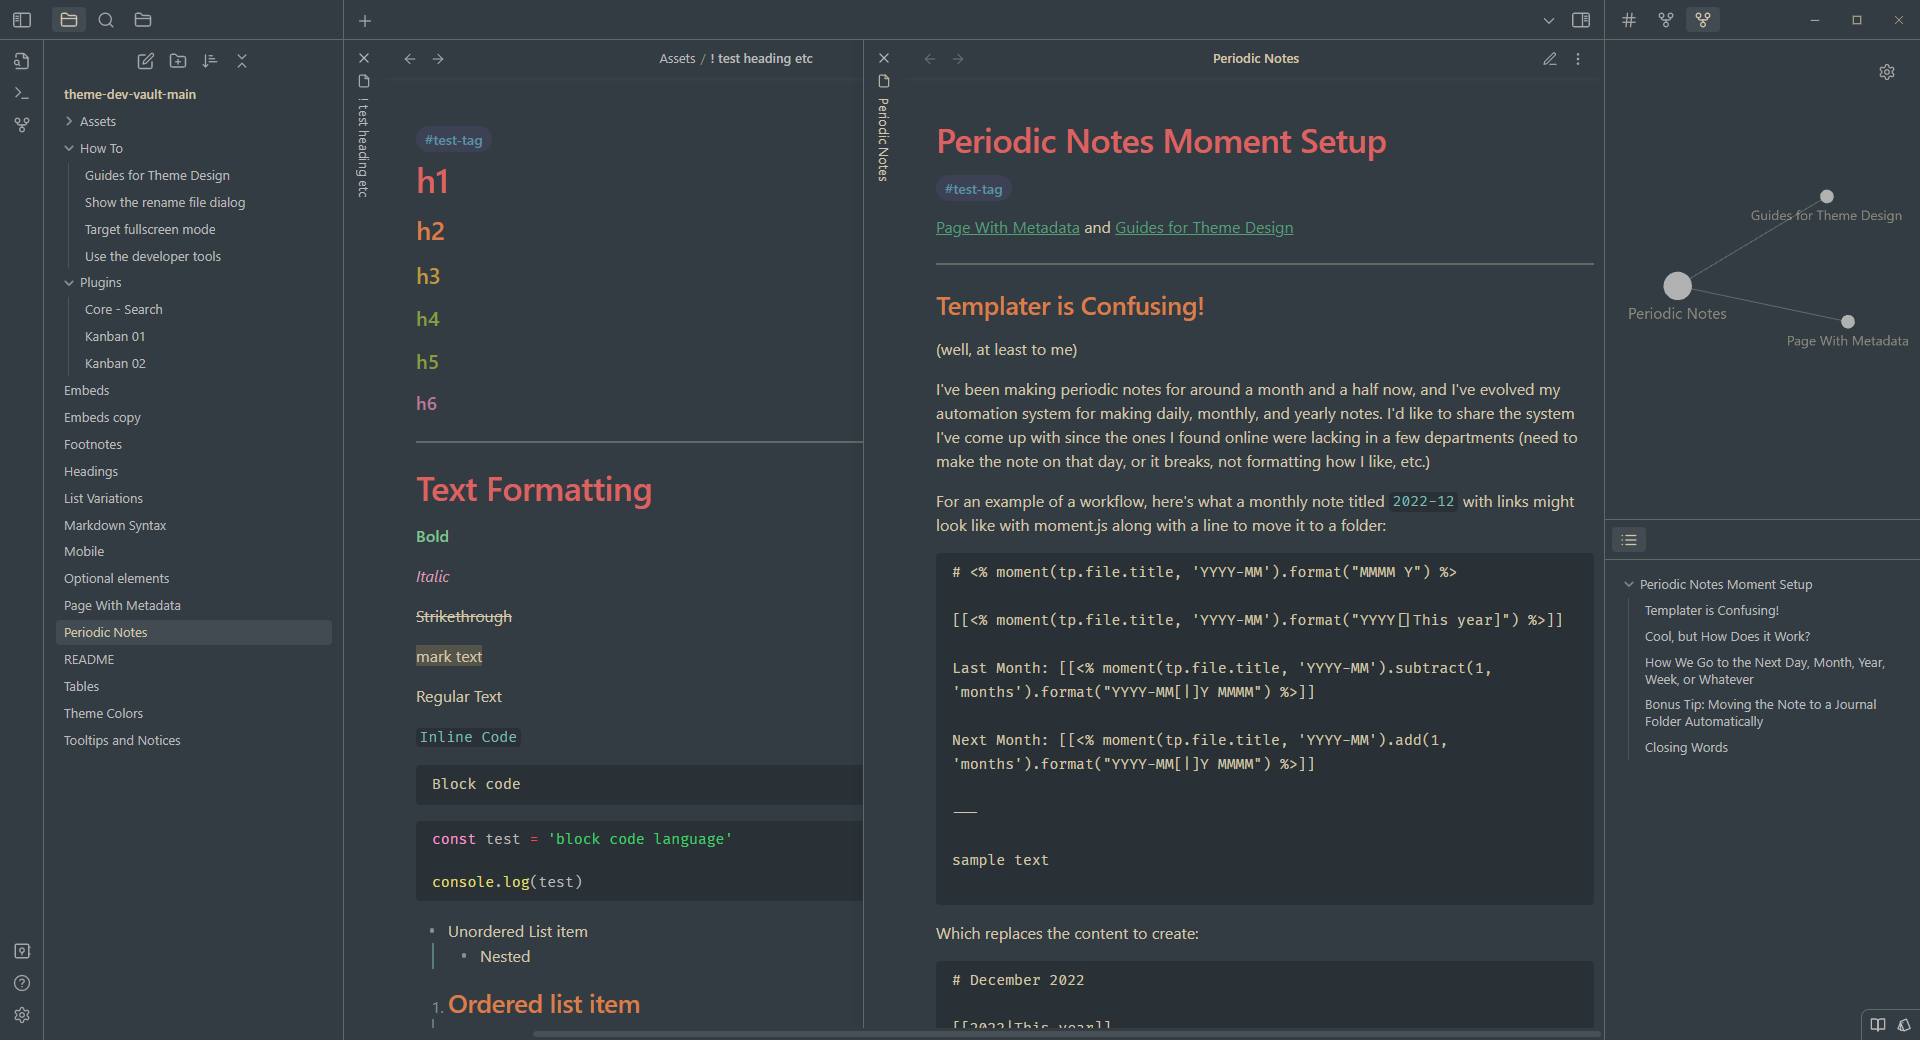 theme-dev-vault-main
Assets
How To
Guides for Theme Design
Show the rename file dialog
Target fullscreen mode
Use the developer tools
Plugins
Core - Search
Kanban 01
Kanban 02
Embeds
Embeds copy
Footnotes
Headings
List Variations
Markdown Syntax
Mobile
Optional elements
Page With Metadata
Periodic Notes
README
Tables
Theme Colors
Tooltips and Notices
! test heading etc
Assets / ! test heading etc
#test-tag
h1
h2
h3
h4
h5
h6
Text Formatting
Bold
Italic
Strikethrough
mark text
Regular Text
Inline Code
Block code
const test = 'block code language'
console.log(test)
• Unordered List item
• Nested
1. Ordered list item
Periodic Notes
Periodic Notes
Periodic Notes Moment Setup
#test-tag
Page With Metadata and Guides for Theme Design
Templater is Confusing!
(well, at least to me)
I've been making periodic notes for around a month and a half now, and I've evolved my
automation system for making daily, monthly, and yearly notes. I'd like to share the system
I've come up with since the ones I found online were lacking in a few departments (need to
make the note on that day, or it breaks, not formatting how I like, etc.)
For an example of a workflow, here's what a monthly note titled 2022-12 with links might
look like with moment.js along with a line to move it to a folder:
# <% moment(tp.file.title, 'YYYY-MM').format("MMMM Y") %>
[[<% moment(tp.file.title, 'YYYY-MM').format("YYYY[|This year]") %>]]
Last Month: [[<% moment(tp.file.title, 'YYYY-MM').subtract(1,
'months').format("YYYY-MM[|]Y MMMM") %>]]
Next Month: [[<% moment(tp.file.title, 'YYYY-MM').add(1,
'months').format("YYYY-MM[|]Y MMMM") %>]]
---
sample text
Which replaces the content to create:
# December 2022
[[2022|This year]]
Guides for Theme Design
Periodic Notes
Page With Metadata
Periodic Notes Moment Setup
Templater is Confusing!
Cool, but How Does it Work?
How We Go to the Next Day, Month, Year,
Week, or Whatever
Bonus Tip: Moving the Note to a Journal
Folder Automatically
Closing Words